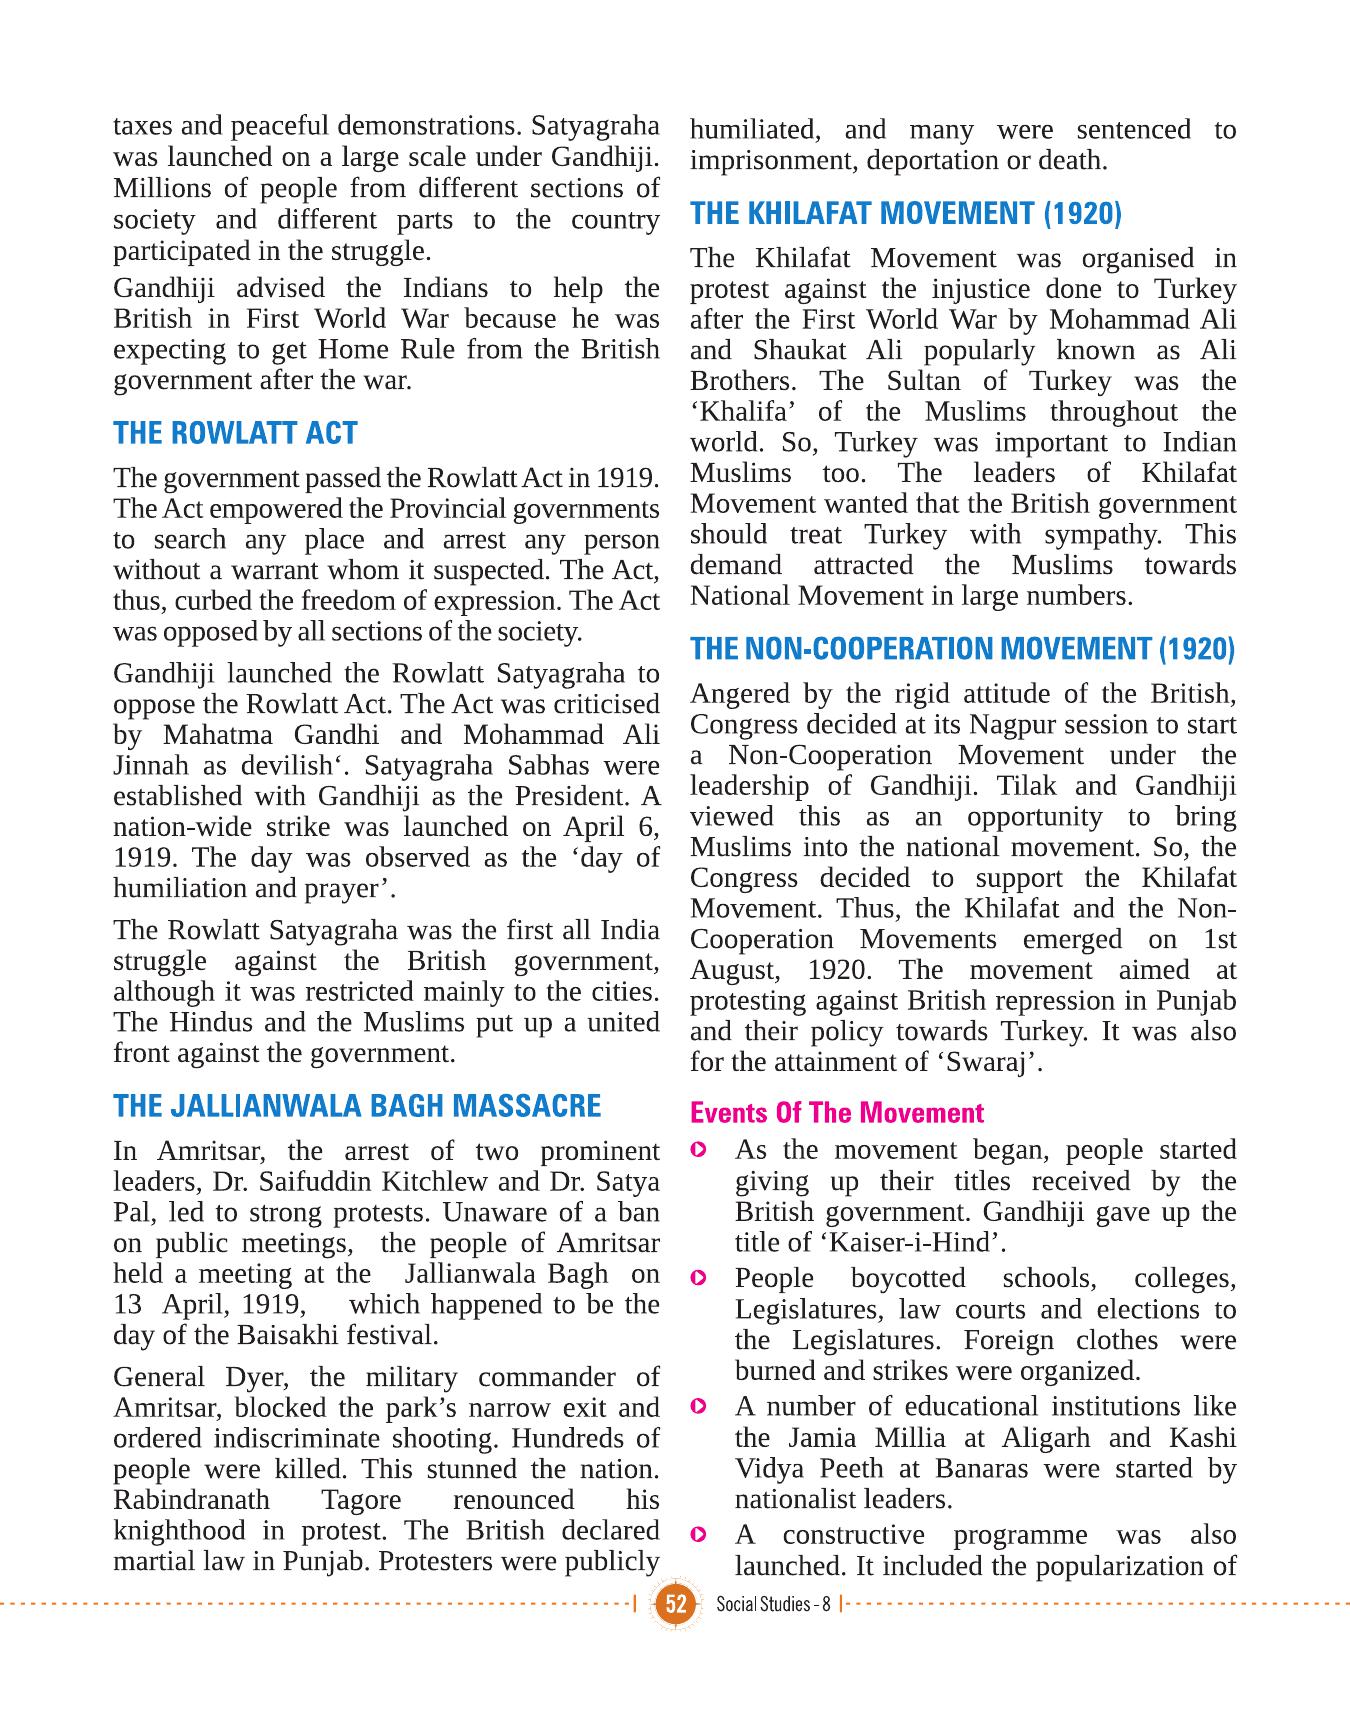 taxes and peaceful demonstrations. Satyagraha
was launched on a large scale under Gandhiji.
Millions of people from different sections of
society and different parts to the country
participated in the struggle.
Gandhiji advised the Indians to help the
British in First World War because he was
expecting to get Home Rule from the British
government after the war.
THE ROWLATT ACT
The government passed the Rowlatt Act in 1919.
The Act empowered the Provincial governments
to search any place and arrest any person
without a warrant whom it suspected. The Act,
thus, curbed the freedom of expression. The Act
was opposed by all sections of the society.
Gandhiji launched the Rowlatt Satyagraha to
oppose the Rowlatt Act. The Act was criticised
by Mahatma Gandhi and Mohammad Ali
Jinnah as devilish‘. Satyagraha Sabhas were
established with Gandhiji as the President. A
nation-wide strike was launched on April 6,
1919. The day was observed as the ‘day of
humiliation and prayer’.
The Rowlatt Satyagraha was the first all India
struggle against the British government,
although it was restricted mainly to the cities.
The Hindus and the Muslims put up a united
front against the government.
THE JALLIANWALA BAGH MASSACRE
In Amritsar, the arrest of two prominent
leaders, Dr. Saifuddin Kitchlew and Dr. Satya
Pal, led to strong protests. Unaware of a ban
on public meetings, the people of Amritsar
held a meeting at the Jallianwala Bagh on
13 April, 1919, which happened to be the
day of the Baisakhi festival.
General Dyer, the military commander of
Amritsar, blocked the park’s narrow exit and
ordered indiscriminate shooting. Hundreds of
people were killed. This stunned the nation.
Rabindranath Tagore renounced his
knighthood in protest. The British declared
martial law in Punjab. Protesters were publicly
humiliated, and many were sentenced to
imprisonment, deportation or death.
THE KHILAFAT MOVEMENT (1920)
The Khilafat Movement was organised in
protest against the injustice done to Turkey
after the First World War by Mohammad Ali
and Shaukat Ali popularly known as Ali
Brothers. The Sultan of Turkey was the
‘Khalifa’ of the Muslims throughout the
world. So, Turkey was important to Indian
Muslims too. The leaders of Khilafat
Movement wanted that the British government
should treat Turkey with sympathy. This
demand attracted the Muslims towards
National Movement in large numbers.
THE NON-COOPERATION MOVEMENT (1920)
Angered by the rigid attitude of the British,
Congress decided at its Nagpur session to start
a Non-Cooperation Movement under the
leadership of Gandhiji. Tilak and Gandhiji
viewed this as an opportunity to bring
Muslims into the national movement. So, the
Congress decided to support the Khilafat
Movement. Thus, the Khilafat and the Non-
Cooperation Movements emerged on 1st
August, 1920. The movement aimed at
protesting against British repression in Punjab
and their policy towards Turkey. It was also
for the attainment of ‘Swaraj’.
Events Of The Movement
As the movement began, people started
giving up their titles received by the
British government. Gandhiji gave up the
title of ‘Kaiser-i-Hind’.
People boycotted schools, colleges,
Legislatures, law courts and elections to
the Legislatures. Foreign clothes were
burned and strikes were organized.
A number of educational institutions like
the Jamia Millia at Aligarh and Kashi
Vidya Peeth at Banaras were started by
nationalist leaders.
A constructive programme was also
launched. It included the popularization of
52 Social Studies - 8